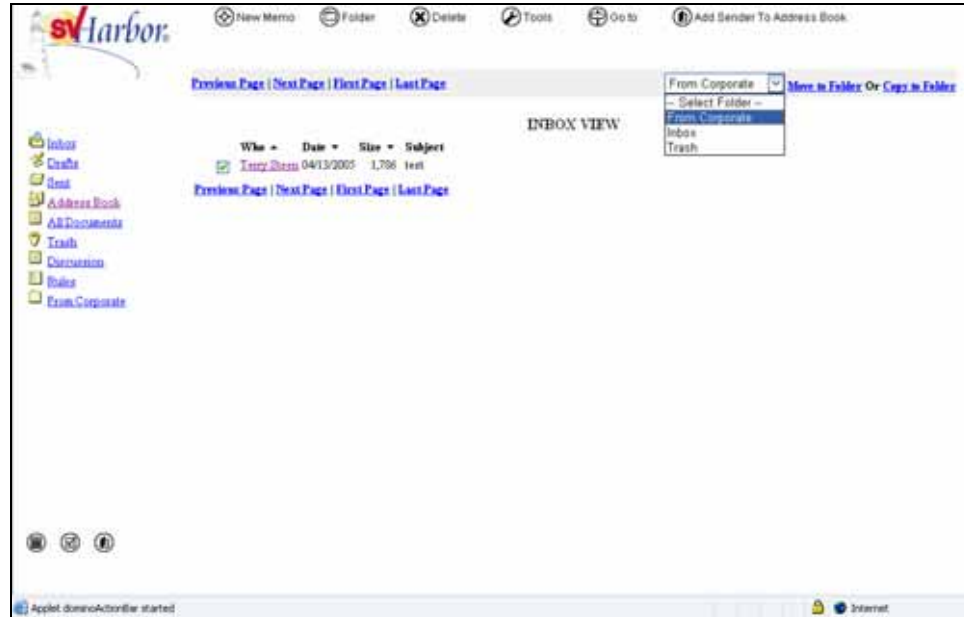 svHarbor
New Memo Folder Delete Tools Go to Add Sender To Address Book
Previous Page | Next Page | First Page | Last Page
From Corporate Move to Folder Or Copy to Folder
-- Select Folder --
From Corporate
Inbox
Trash
INBOX VIEW
Who Date Size Subject
Terry 04/13/2005 1,786 test
Previous Page | Next Page | First Page | Last Page
Inbox
Drafts
Sent
Address Book
All Documents
Trash
Discussion
Rules
From Corporate
Applet dominoActionBar started Internet